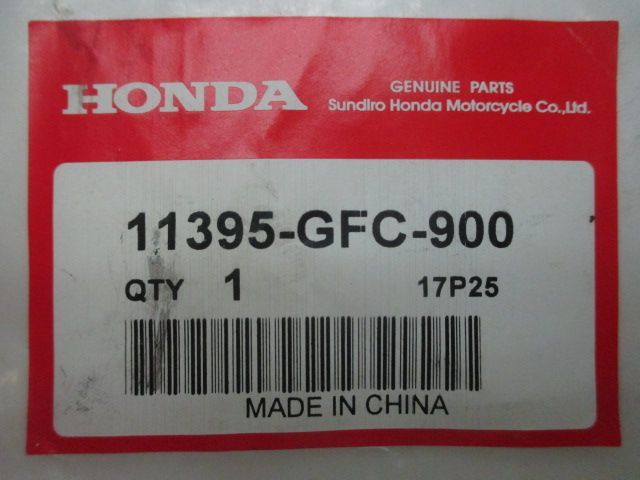 HONDA
GENUINE PARTS
Sundiro Honda Motorcycle Co.,Ltd.
11395-GFC-900
QTY 1 17P25
MADE IN CHINA